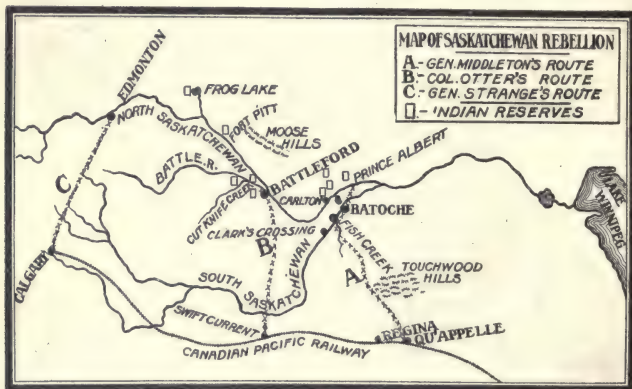 MAP OF SASKATCHEWAN REBELLION
A.- GEN. MIDDLETON'S ROUTE
B.- COL. OTTER'S ROUTE
C.- GEN. STRANGE'S ROUTE
▯.- INDIAN RESERVES
EDMONTON
FROG LAKE
NORTH SASKATCHEWAN
FORT PITT
MOOSE
HILLS
BATTLE R.
BATTLEFORD
PRINCE ALBERT
C
CUT KNIFE CREEK
CARLTON
BATOCHE
LAKE
WINNIPEG
CLARK'S CROSSING
B
FISH CREEK
A
TOUCHWOOD
HILLS
CALGARY
SOUTH SASKATCHEWAN
SWIFT CURRENT
REGINA
QU'APPELLE
CANADIAN PACIFIC RAILWAY